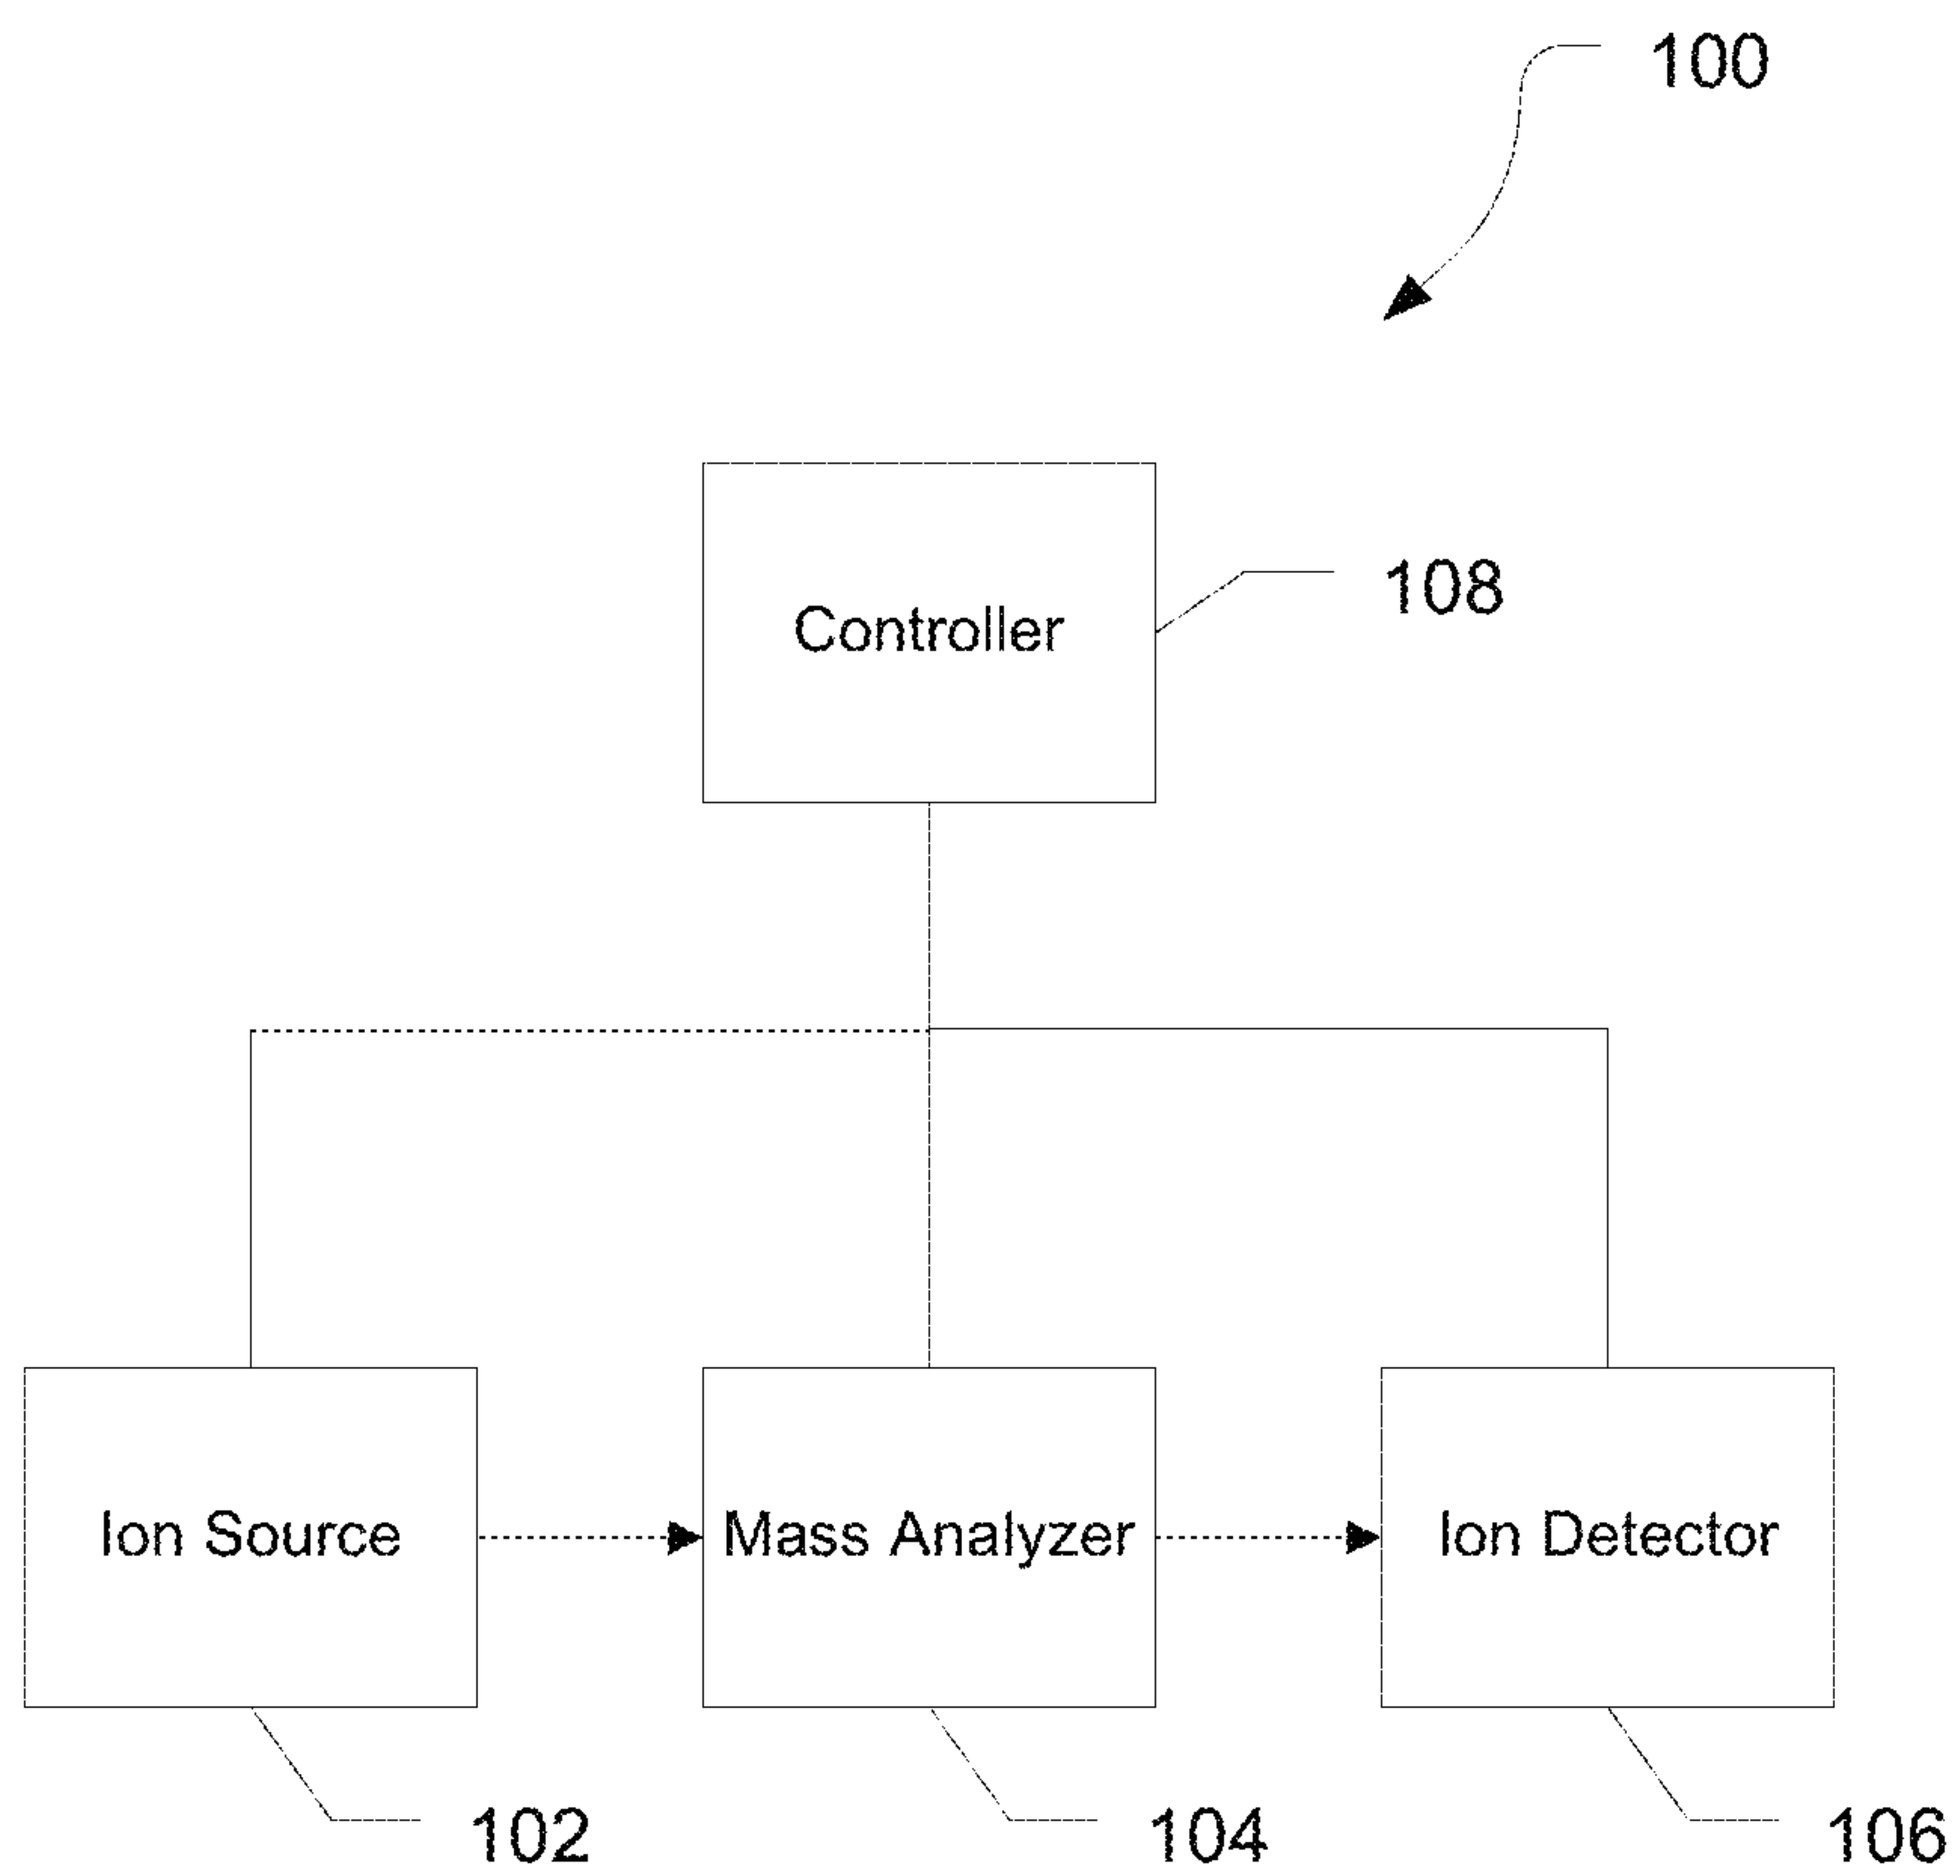 100
Controller
108
Ion Source
Mass Analyzer
Ion Detector
102
104
106